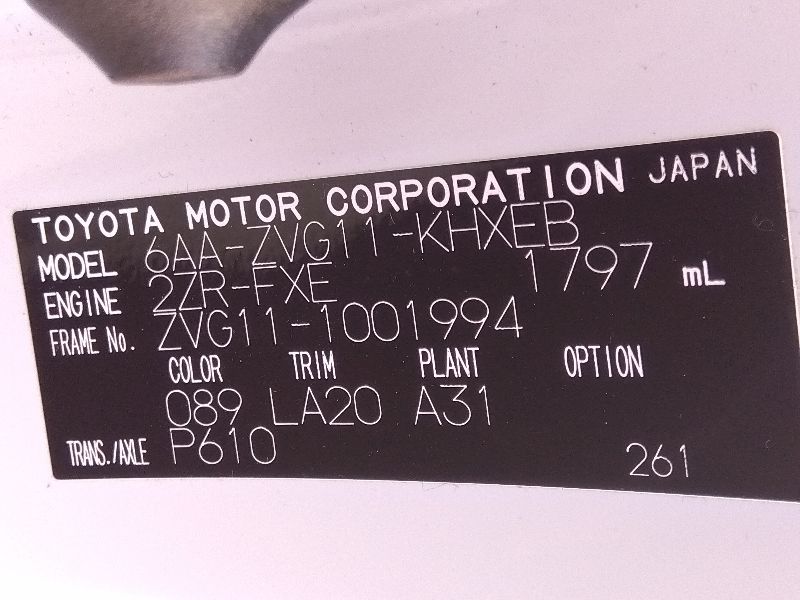 TOYOTA MOTOR CORPORATION JAPAN
MODEL 6AA-ZVG11-KHXEB
ENGINE 2ZR-FXE 1797 mL
FRAME No. ZVG11-1001994
COLOR TRIM PLANT OPTION
089 LA20 A31
TRANS./AXLE P610 261